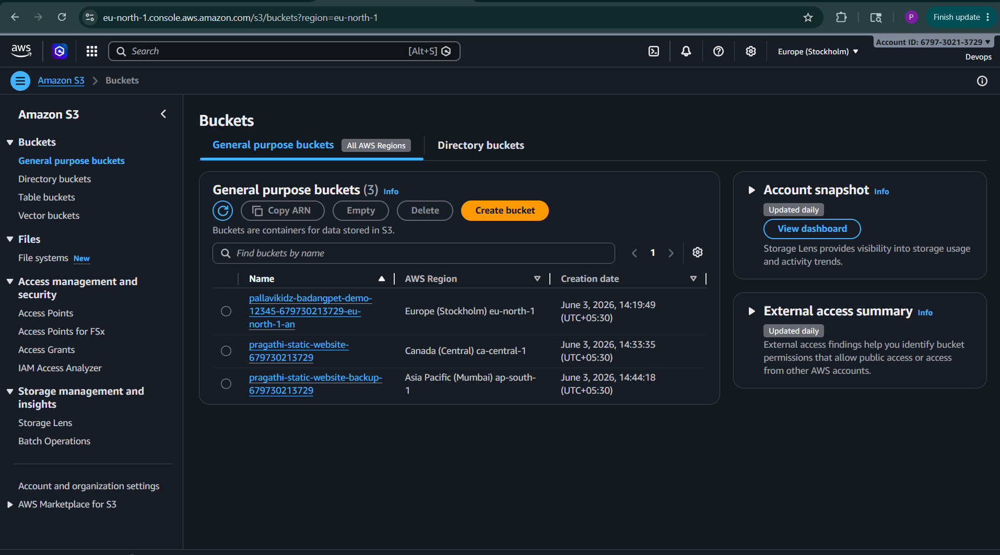 eu-north-1.console.aws.amazon.com/s3/buckets?region=eu-north-1
P
Finish update
aws
Search
[Alt+S]
Europe (Stockholm)
Account ID: 6797-3021-3729
Devops
Amazon S3
Buckets
Amazon S3
Buckets
General purpose buckets
Directory buckets
Table buckets
Vector buckets
Files
File systems New
Access management and
security
Access Points
Access Points for FSx
Access Grants
IAM Access Analyzer
Storage management and
insights
Storage Lens
Batch Operations
Account and organization settings
AWS Marketplace for S3
Buckets
General purpose buckets All AWS Regions
Directory buckets
General purpose buckets (3) Info
Copy ARN
Empty
Delete
Create bucket
Buckets are containers for data stored in S3.
Find buckets by name
1
Name
AWS Region
Creation date
pallavikidz-badangpet-demo-
12345-679730213729-eu-
north-1-an
Europe (Stockholm) eu-north-1
June 3, 2026, 14:19:49
(UTC+05:30)
pragathi-static-website-
679730213729
Canada (Central) ca-central-1
June 3, 2026, 14:33:35
(UTC+05:30)
pragathi-static-website-backup-
679730213729
Asia Pacific (Mumbai) ap-south-
1
June 3, 2026, 14:44:18
(UTC+05:30)
Account snapshot Info
Updated daily
View dashboard
Storage Lens provides visibility into storage usage
and activity trends.
External access summary Info
Updated daily
External access findings help you identify bucket
permissions that allow public access or access
from other AWS accounts.